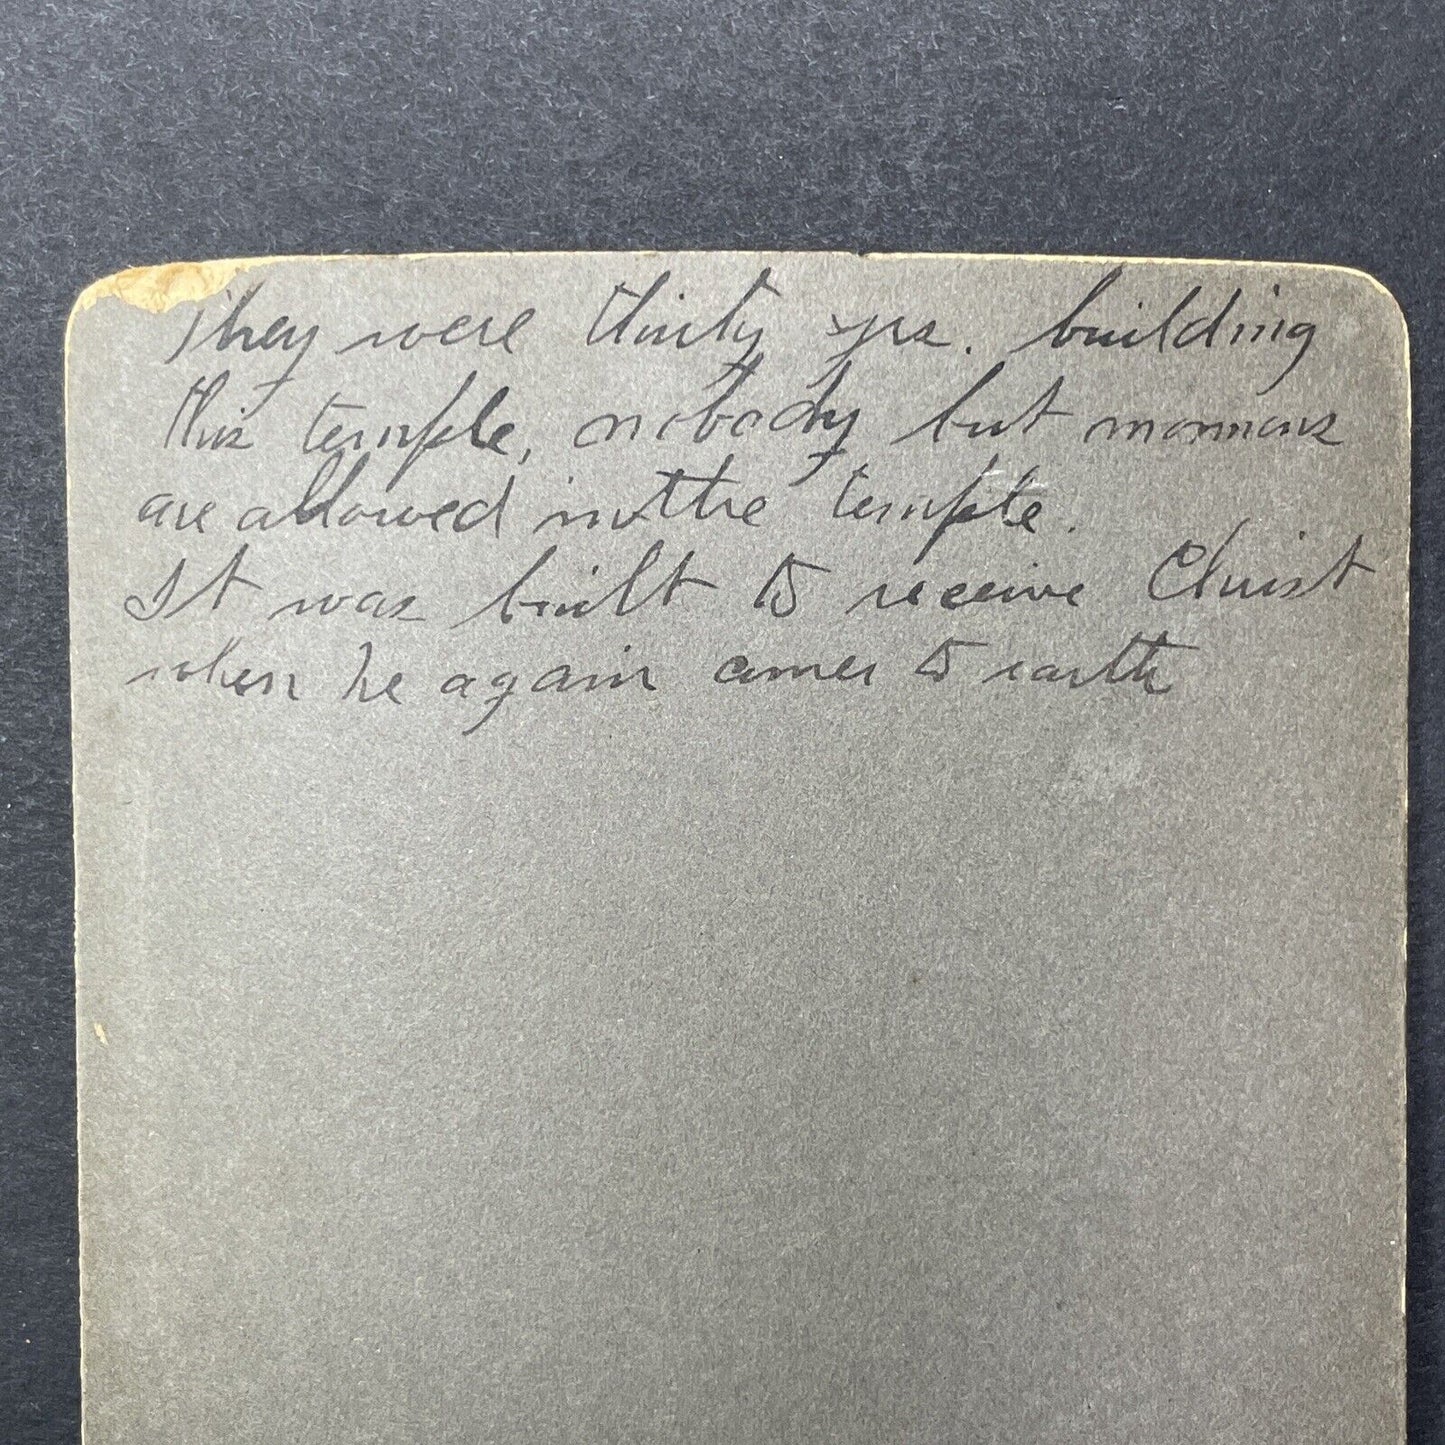 They were thirty yrs. building
this temple, nobody but mormons
are allowed in the temple.
It was built to receive Christ
when he again comes to earth